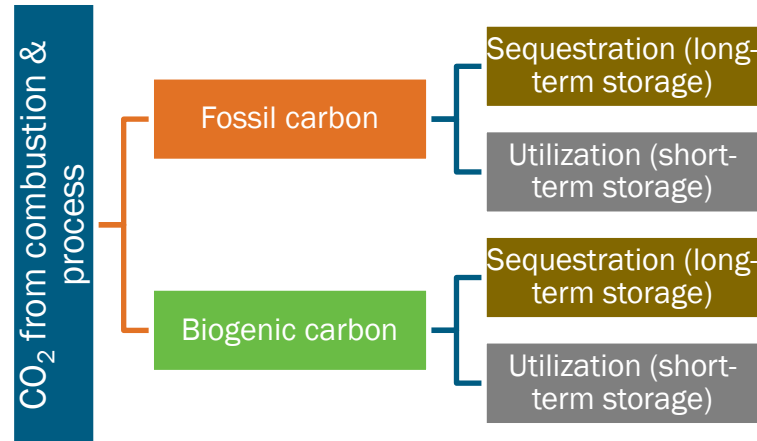 CO₂ from combustion &
process
Fossil carbon
Sequestration (long-
term storage)
Utilization (short-
term storage)
Biogenic carbon
Sequestration (long-
term storage)
Utilization (short-
term storage)